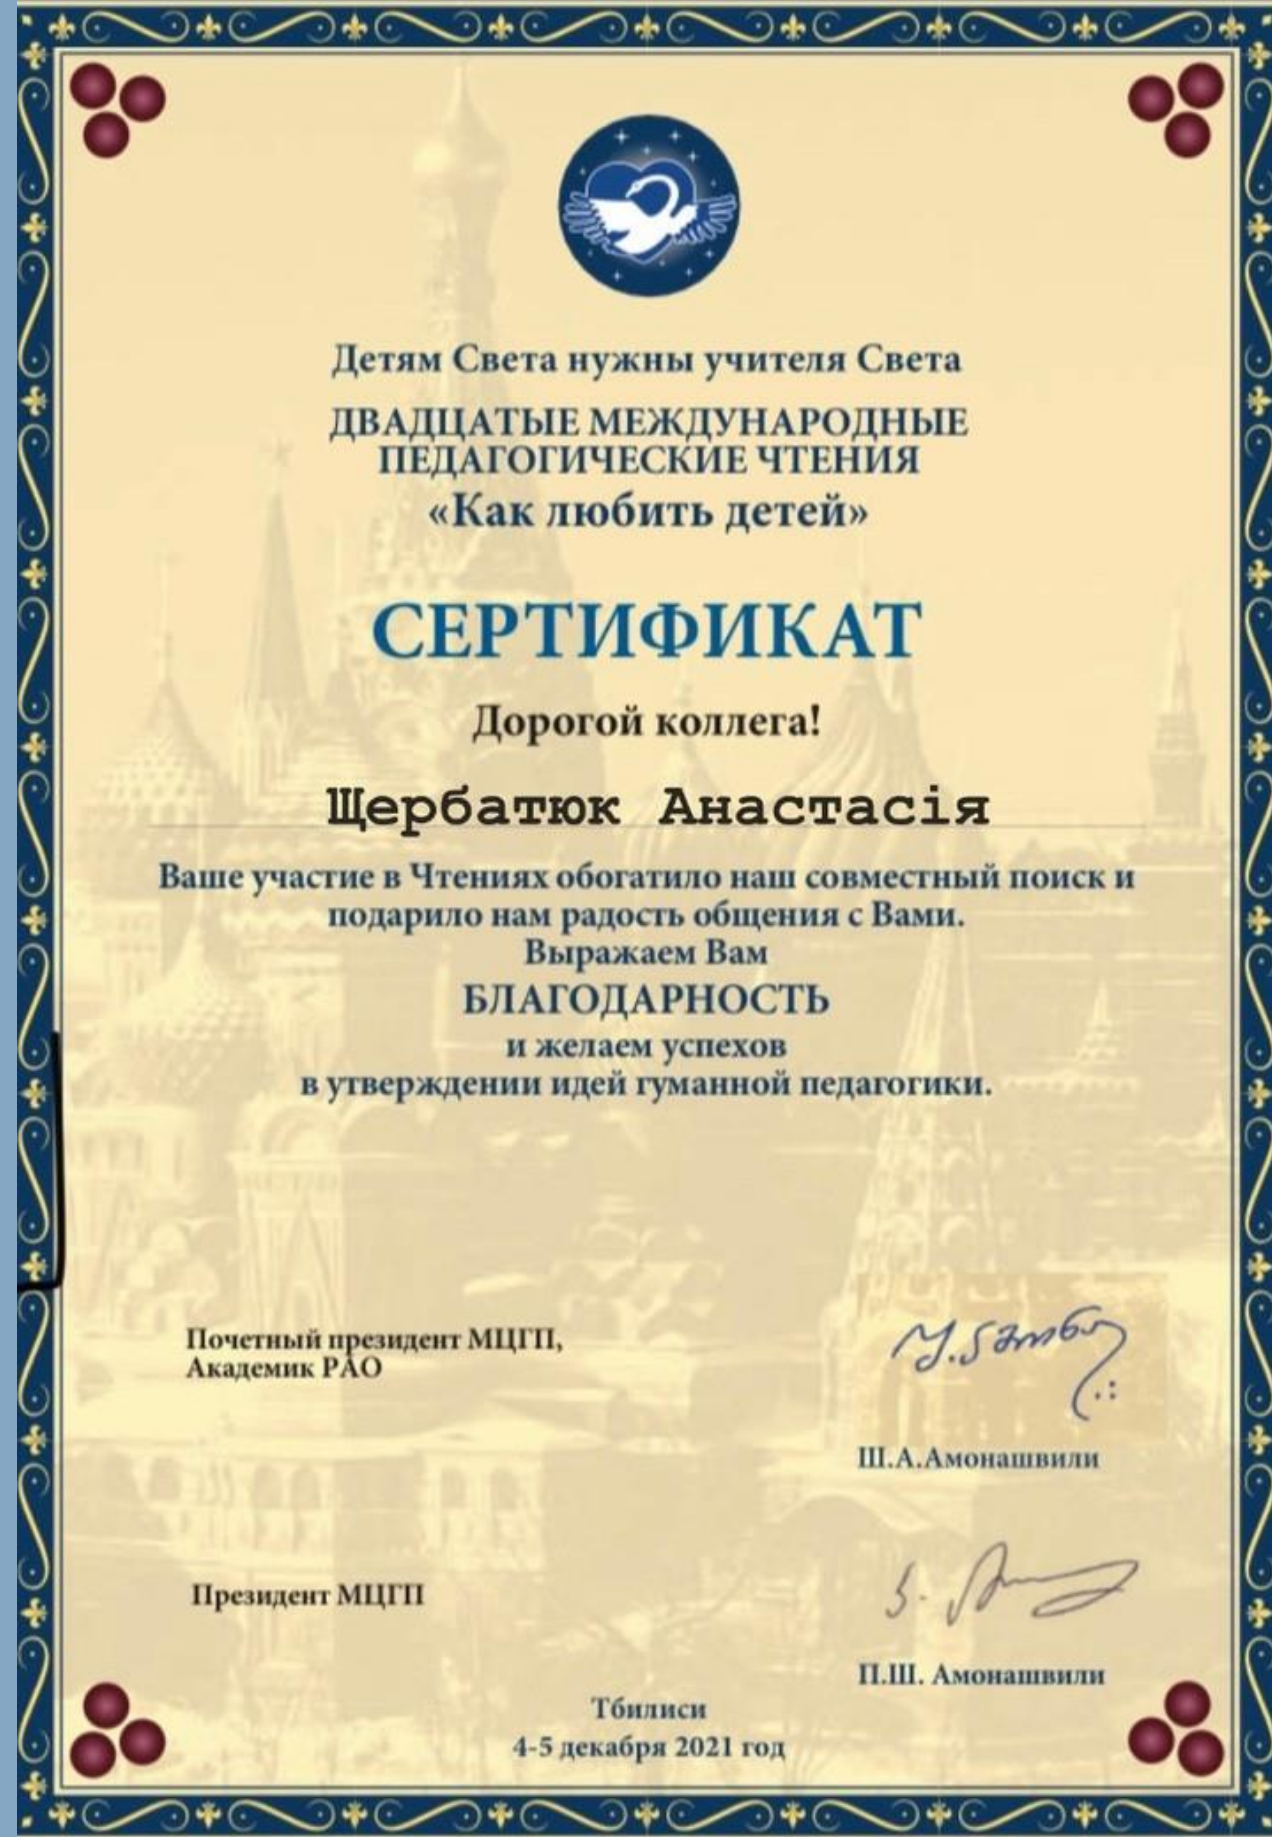 Детям Света нужны учителя Света
ДВАДЦАТЫЕ МЕЖДУНАРОДНЫЕ
ПЕДАГОГИЧЕСКИЕ ЧТЕНИЯ
«Как любить детей»
СЕРТИФИКАТ
Дорогой коллега!
Щербатюк Анастасія
Ваше участие в Чтениях обогатило наш совместный поиск и
подарило нам радость общения с Вами.
Выражаем Вам
БЛАГОДАРНОСТЬ
и желаем успехов
в утверждении идей гуманной педагогики.
Почетный президент МЦГП,
Академик РАО
Ш.А.Амонашвили
Президент МЦГП
П.Ш. Амонашвили
Тбилиси
4-5 декабря 2021 год